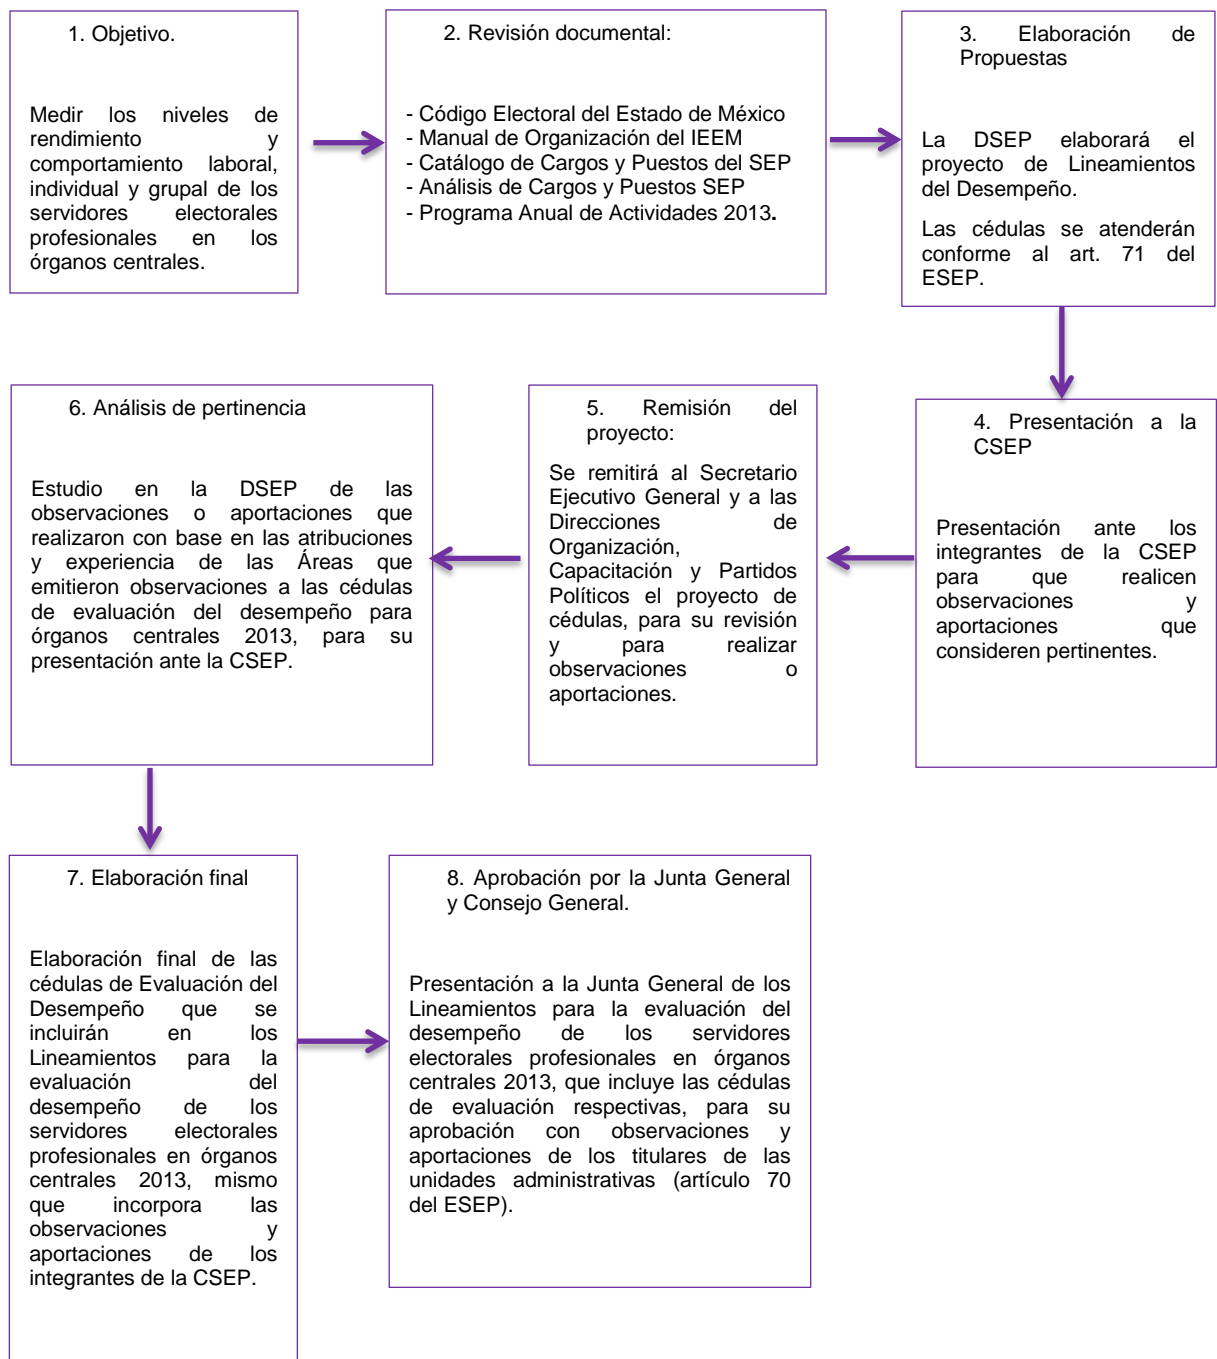 1. Objetivo.
Medir los niveles de
rendimiento y
comportamiento laboral,
individual y grupal de los
servidores electorales
profesionales en los
órganos centrales.
2. Revisión documental:
- Código Electoral del Estado de México
- Manual de Organización del IEEM
- Catálogo de Cargos y Puestos del SEP
- Análisis de Cargos y Puestos SEP
- Programa Anual de Actividades 2013.
3. Elaboración de
Propuestas
La DSEP elaborará el
proyecto de Lineamientos
del Desempeño.
Las cédulas se atenderán
conforme al art. 71 del
ESEP.
4. Presentación a la
CSEP
Presentación ante los
integrantes de la CSEP
para que realicen
observaciones y
aportaciones que
consideren pertinentes.
5. Remisión del
proyecto:
Se remitirá al Secretario
Ejecutivo General y a las
Direcciones de
Organización,
Capacitación y Partidos
Políticos el proyecto de
cédulas, para su revisión
y para realizar
observaciones o
aportaciones.
6. Análisis de pertinencia
Estudio en la DSEP de las
observaciones o aportaciones que
realizaron con base en las atribuciones
y experiencia de las Áreas que
emitieron observaciones a las cédulas
de evaluación del desempeño para
órganos centrales 2013, para su
presentación ante la CSEP.
7. Elaboración final
Elaboración final de las
cédulas de Evaluación del
Desempeño que se
incluirán en los
Lineamientos para la
evaluación del
desempeño de los
servidores electorales
profesionales en órganos
centrales 2013, mismo
que incorpora las
observaciones y
aportaciones de los
integrantes de la CSEP.
8. Aprobación por la Junta General
y Consejo General.
Presentación a la Junta General de los
Lineamientos para la evaluación del
desempeño de los servidores
electorales profesionales en órganos
centrales 2013, que incluye las cédulas
de evaluación respectivas, para su
aprobación con observaciones y
aportaciones de los titulares de las
unidades administrativas (artículo 70
del ESEP).